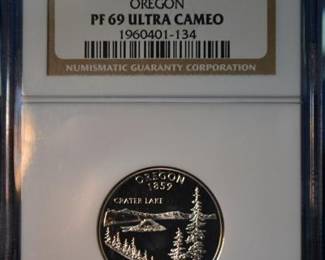 OREGON
PF 69 ULTRA CAMEO
1960401-134
NUMISMATIC GUARANTY CORPORATION
OREGON
1859
CRATER LAKE